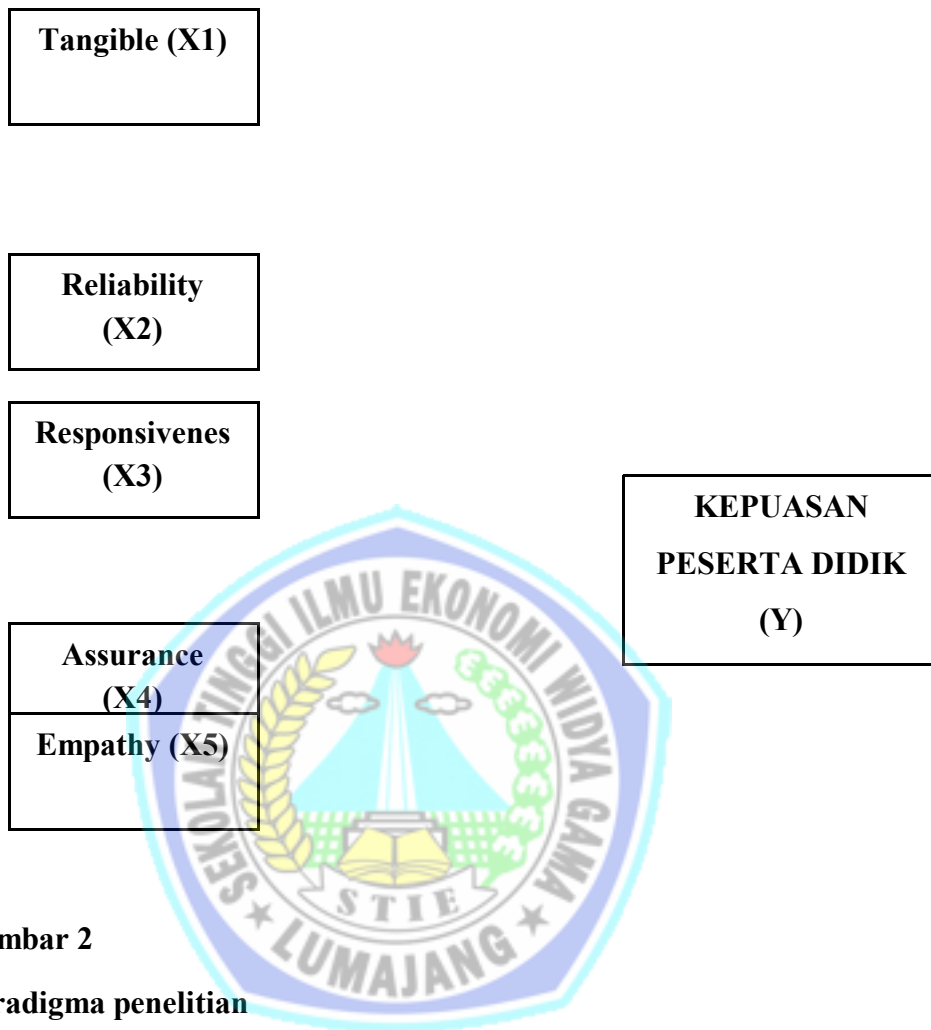 Tangible (X1)
Reliability
(X2)
Responsivenes
(X3)
KEPUASAN
PESERTA DIDIK
(Y)
Assurance
(X4)
Empathy (X5)
SEKOLAH TINGGI ILMU EKONOMI WIDYA GAMA
STIE
LUMAJANG
mbar 2
radigma penelitian